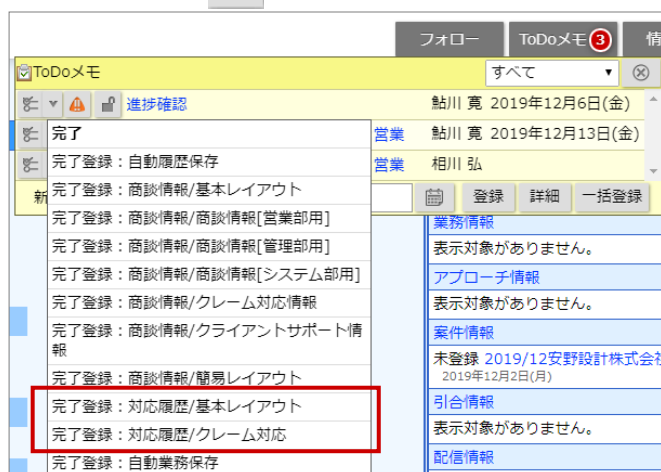 フォロー ToDoメモ 3 情
ToDoメモ すべて
進捗確認 鮎川 寛 2019年12月6日(金)
完了 営業 鮎川 寛 2019年12月13日(金)
完了登録：自動履歴保存 営業 相川 弘
新 登録 詳細 一括登録
完了登録：商談情報/基本レイアウト
完了登録：商談情報/商談情報[営業部用]
完了登録：商談情報/商談情報[管理部用]
完了登録：商談情報/商談情報[システム部用]
完了登録：商談情報/クレーム対応情報
完了登録：商談情報/クライアントサポート情
報
完了登録：商談情報/簡易レイアウト
完了登録：対応履歴/基本レイアウト
完了登録：対応履歴/クレーム対応
完了登録：自動業務保存
業務情報
表示対象がありません。
アプローチ情報
表示対象がありません。
案件情報
未登録 2019/12安野設計株式会社
2019年12月2日(月)
引合情報
表示対象がありません。
配信情報